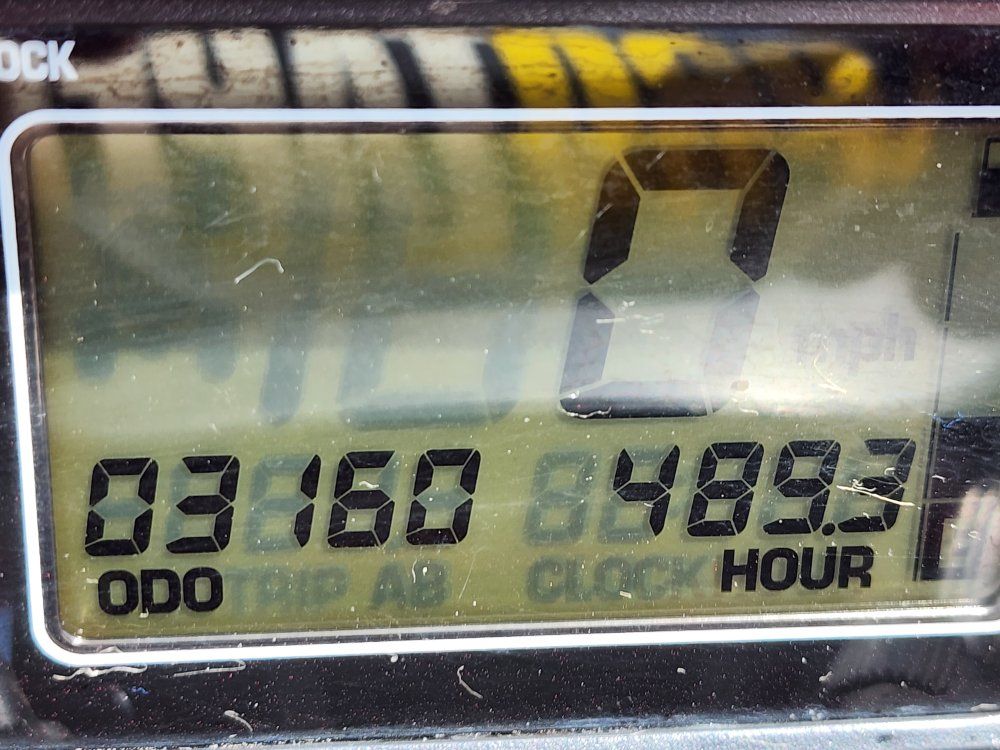 OCK
0
mph
03160 489.3
ODO TRIP AB CLOCK HOUR